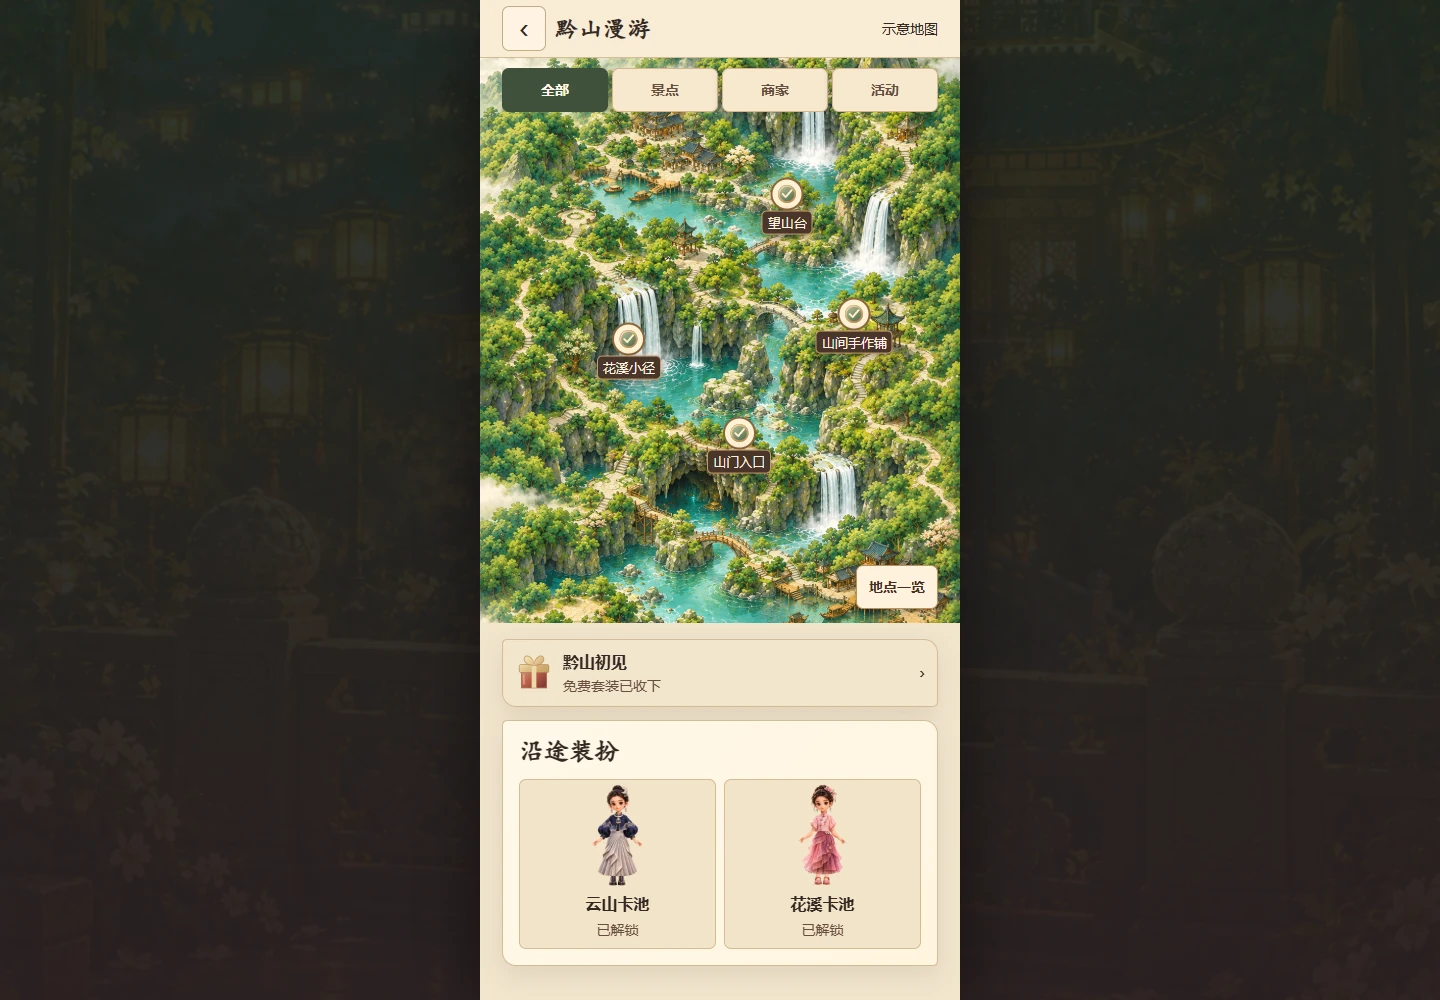 ‹ 黔山漫游 示意地图
全部 景点 商家 活动
望山台
山间手作铺
花溪小径
山门入口
地点一览
黔山初见
免费套装已收下
›
沿途装扮
云山卡池
已解锁
花溪卡池
已解锁